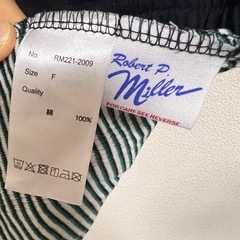 No. RM221-2009
Size F
Quality
綿 100%
Robert P.
Miller
FOR CARE SEE REVERSE